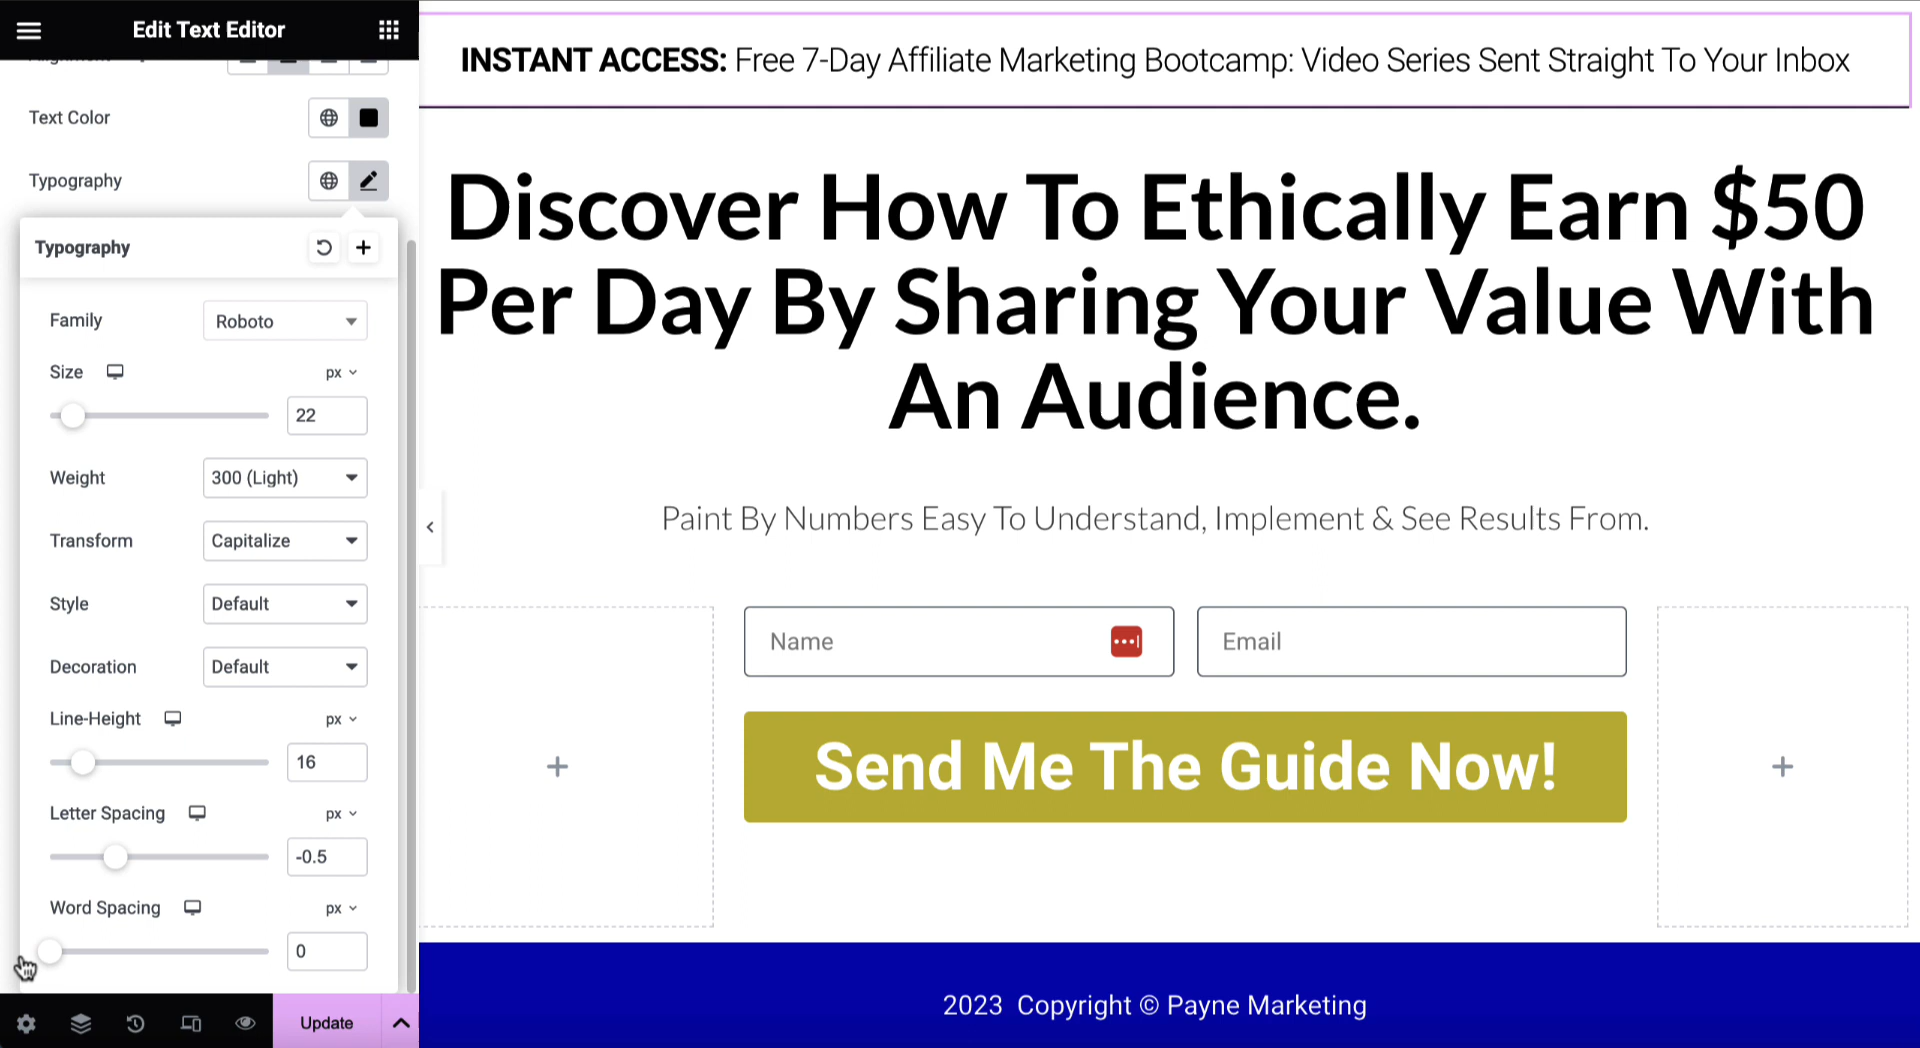 Edit Text Editor
INSTANT ACCESS: Free 7-Day Affiliate Marketing Bootcamp: Video Series Sent Straight To Your Inbox
Text Color
Typography
Typography
Family
Roboto
Size
px
22
Weight
300 (Light)
Transform
Capitalize
Style
Default
Decoration
Default
Line-Height
px
16
Letter Spacing
px
-0.5
Word Spacing
px
0
Update
Discover How To Ethically Earn $50
Per Day By Sharing Your Value With
An Audience.
Paint By Numbers Easy To Understand, Implement & See Results From.
Name
Email
Send Me The Guide Now!
2023 Copyright © Payne Marketing